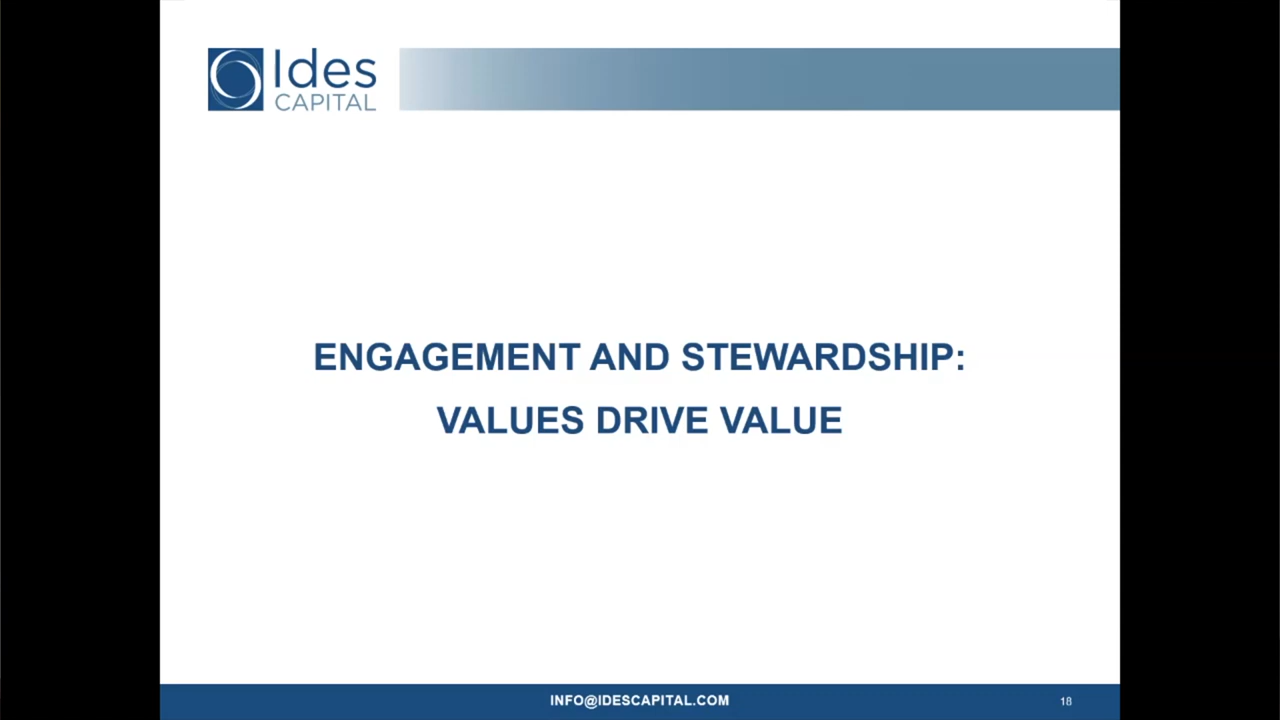 Ides
CAPITAL
ENGAGEMENT AND STEWARDSHIP:
VALUES DRIVE VALUE
INFO@IDESCAPITAL.COM
18